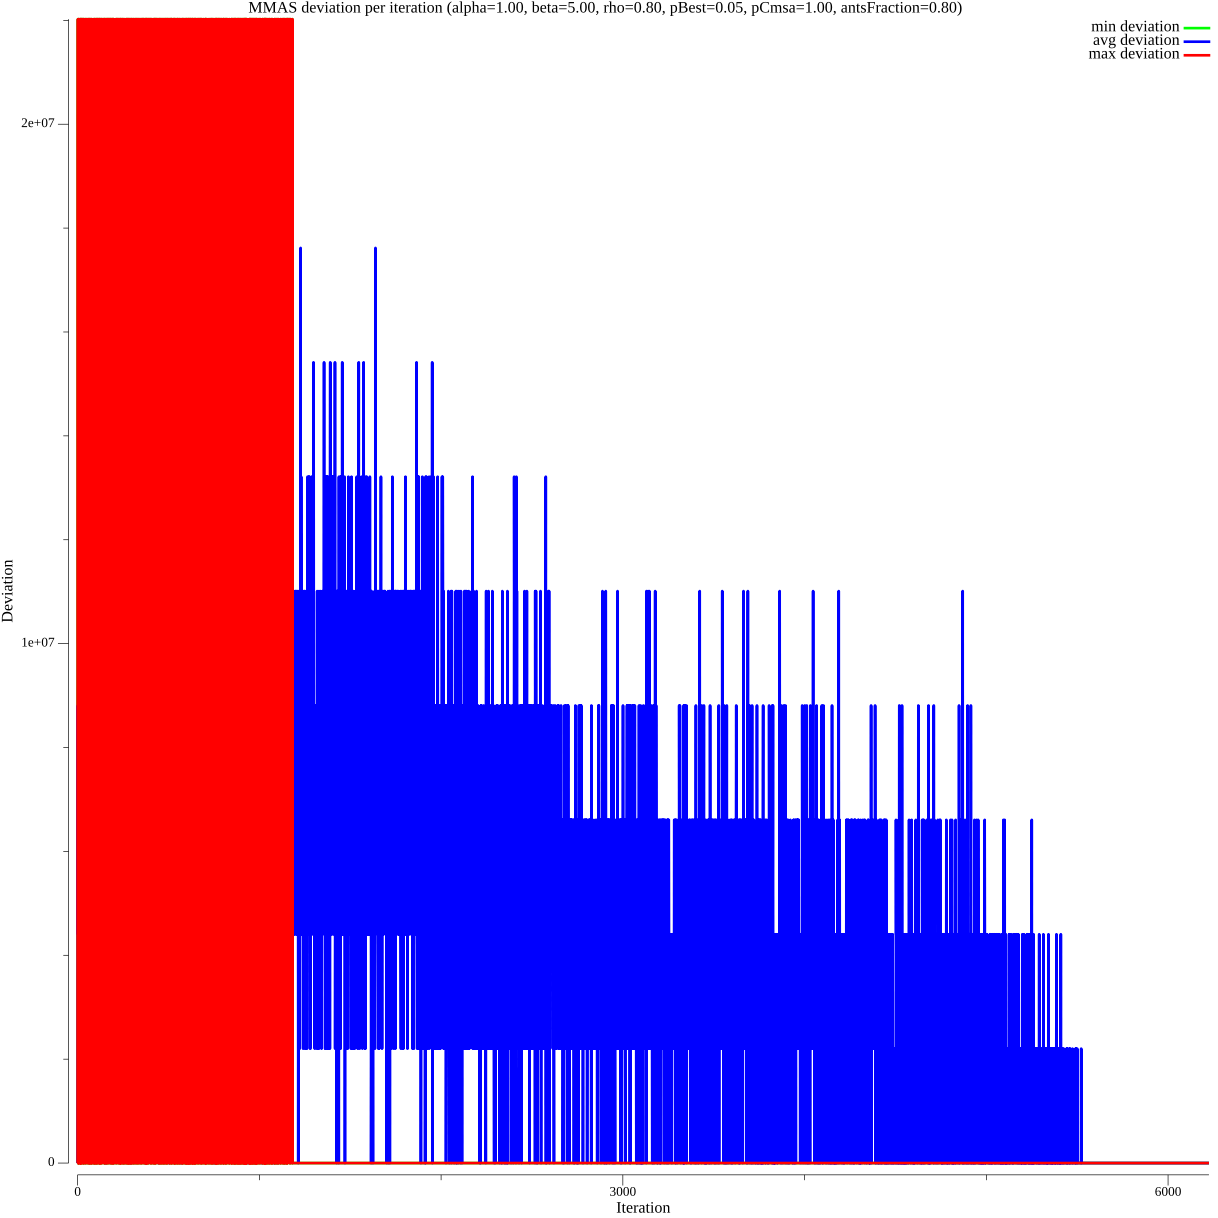 MMAS deviation per iteration (alpha=1.00, beta=5.00, rho=0.80, pBest=0.05, pCmsa=1.00, antsFraction=0.80)
min deviation
avg deviation
max deviation
2e+07
1e+07
0
Deviation
0 3000 6000
Iteration